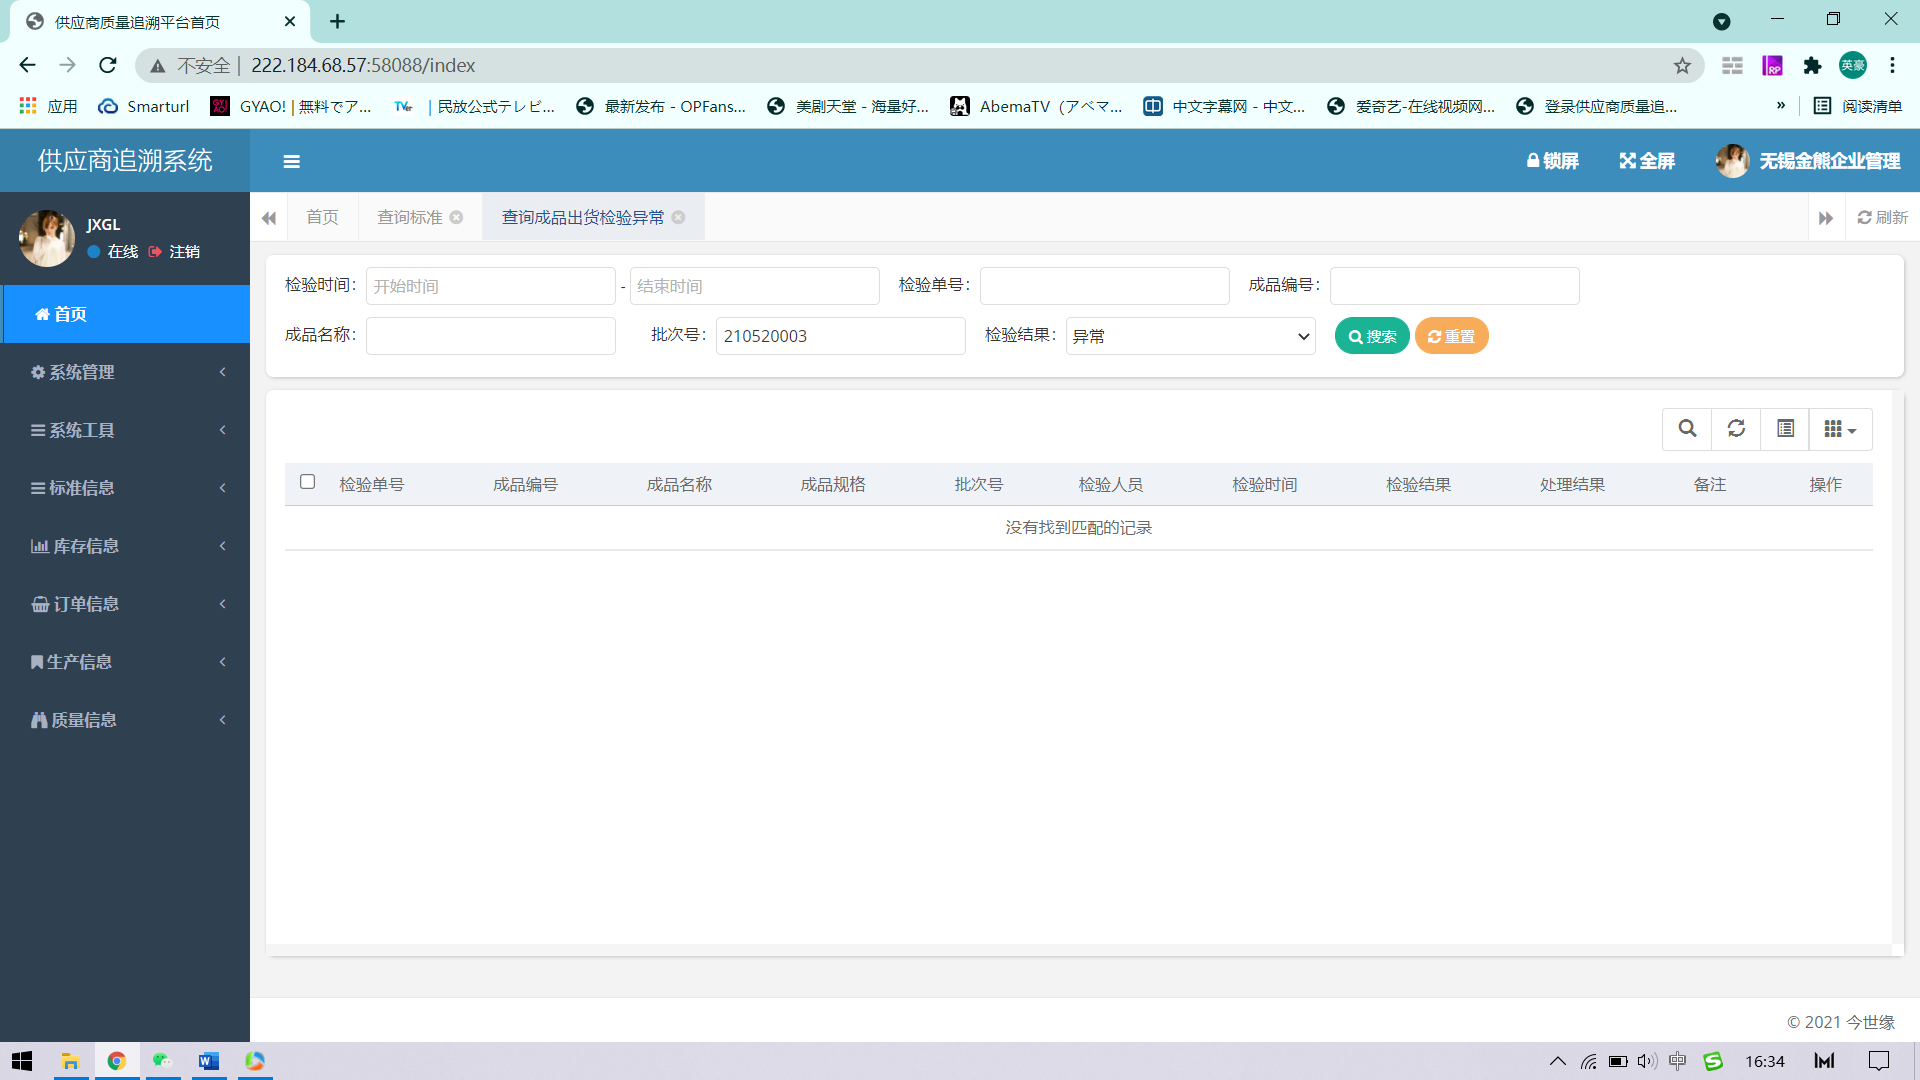 供应商质量追溯平台首页
不安全 | 222.184.68.57:58088/index
英豪
应用 Smarturl GYAO! | 無料でア... | 民放公式テレビ... 最新发布 - OPFans... 美剧天堂 - 海量好... AbemaTV（アベマ... 中文字幕网 - 中文... 爱奇艺-在线视频网... 登录供应商质量追... » 阅读清单
供应商追溯系统
锁屏 全屏 无锡金熊企业管理
JXGL
在线 注销
首页 查询标准 查询成品出货检验异常 刷新
首页
系统管理
系统工具
标准信息
库存信息
订单信息
生产信息
质量信息
检验时间： 开始时间 - 结束时间 检验单号： 成品编号：
成品名称： 批次号： 210520003 检验结果： 异常 搜索 重置
检验单号 成品编号 成品名称 成品规格 批次号 检验人员 检验时间 检验结果 处理结果 备注 操作
没有找到匹配的记录
© 2021 今世缘
中 16:34